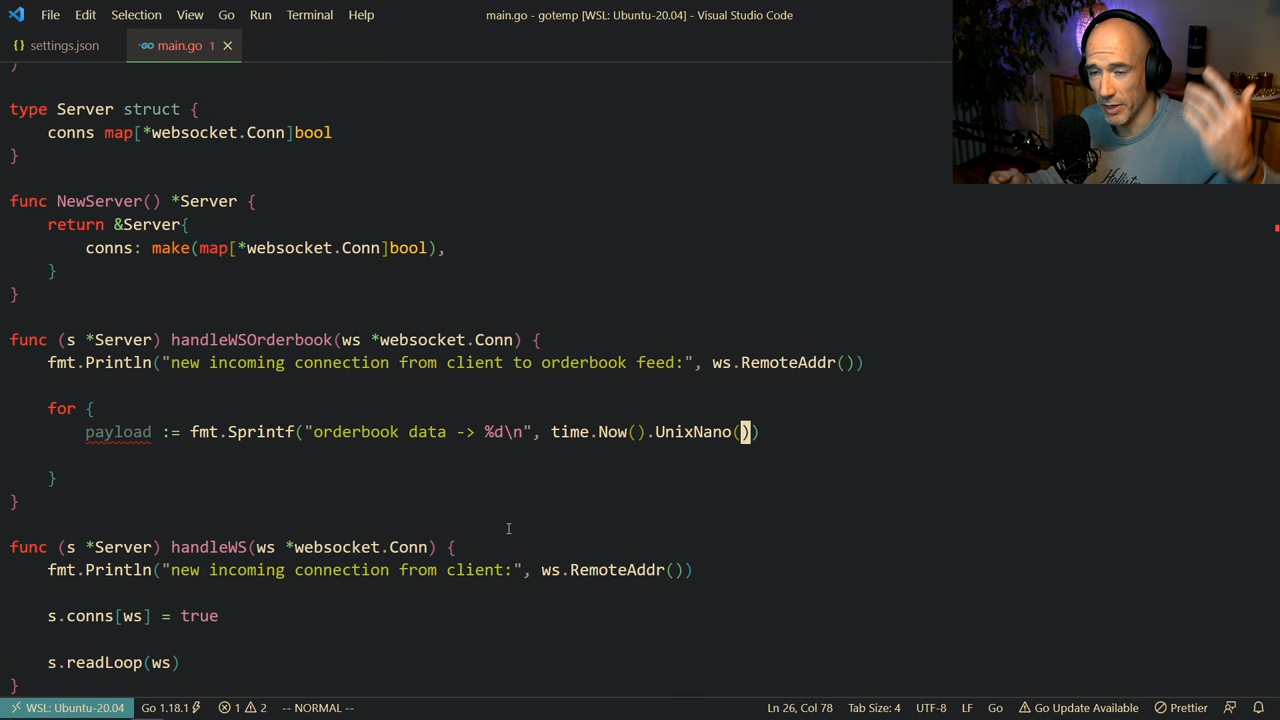 File Edit Selection View Go Run Terminal Help main.go - gotemp [WSL: Ubuntu-20.04] - Visual Studio Code
{} settings.json main.go 1 ×
)
type Server struct {
conns map[*websocket.Conn]bool
}
func NewServer() *Server {
return &Server{
conns: make(map[*websocket.Conn]bool),
}
}
func (s *Server) handleWSOrderbook(ws *websocket.Conn) {
fmt.Println("new incoming connection from client to orderbook feed:", ws.RemoteAddr())
for {
payload := fmt.Sprintf("orderbook data -> %d\n", time.Now().UnixNano())
}
}
func (s *Server) handleWS(ws *websocket.Conn) {
fmt.Println("new incoming connection from client:", ws.RemoteAddr())
s.conns[ws] = true
s.readLoop(ws)
}
WSL: Ubuntu-20.04 Go 1.18.1 1 2 -- NORMAL -- Ln 26, Col 78 Tab Size: 4 UTF-8 LF Go Go Update Available Prettier